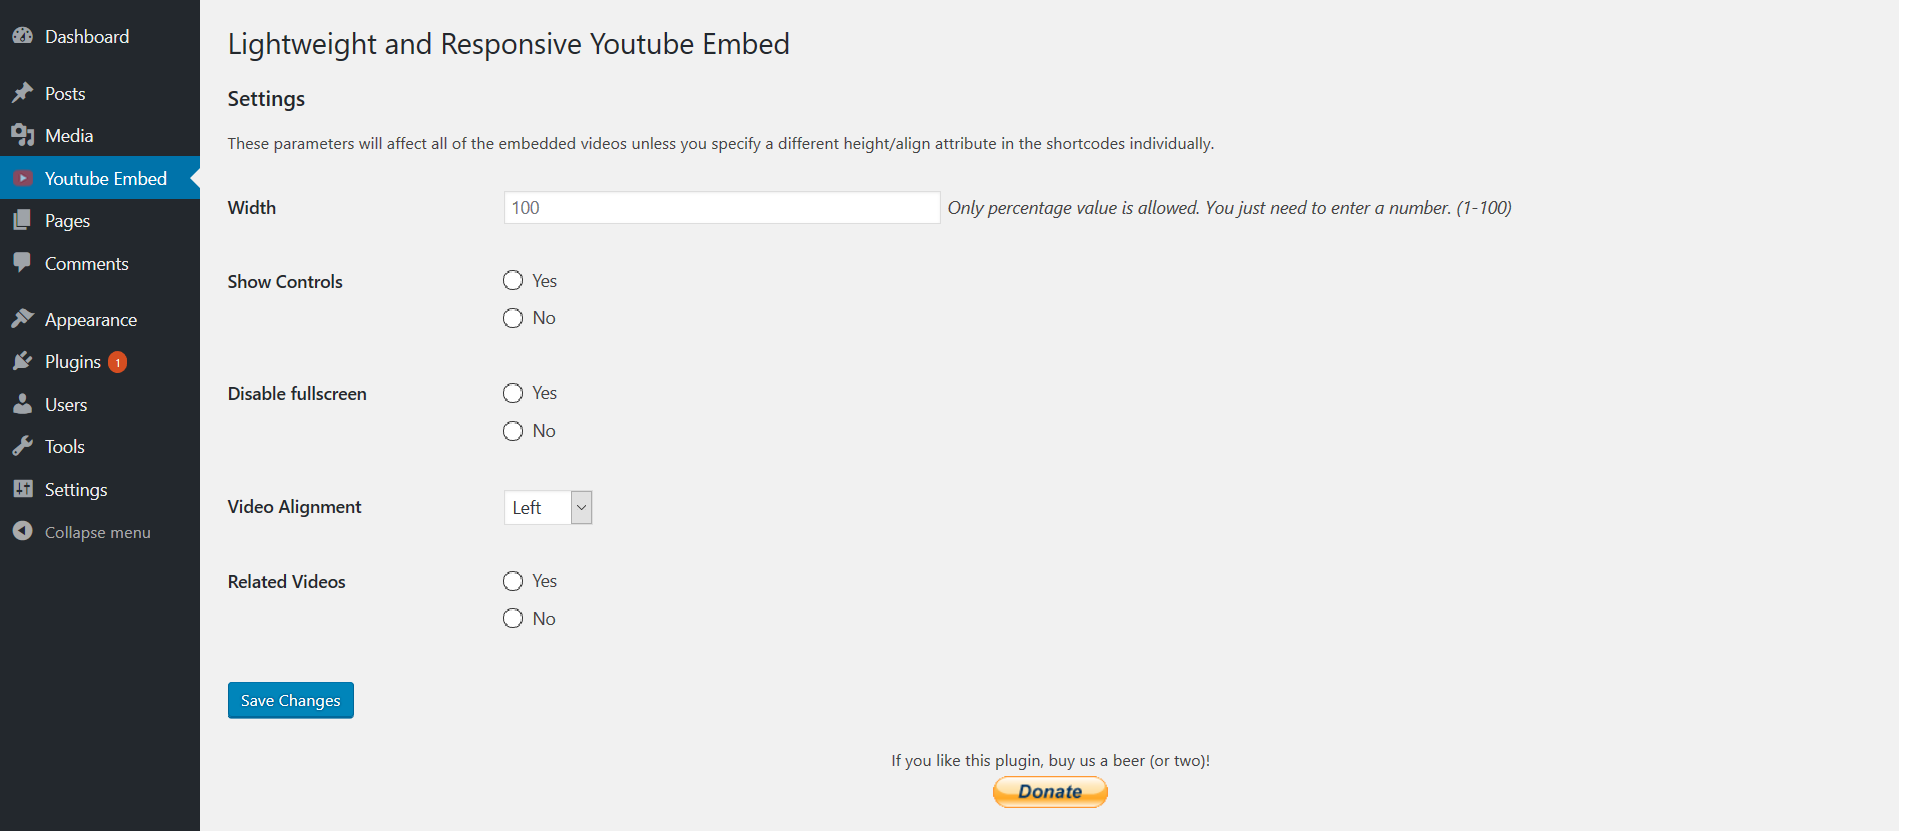 Dashboard
Posts
Media
Youtube Embed
Pages
Comments
Appearance
Plugins 1
Users
Tools
Settings
Collapse menu
Lightweight and Responsive Youtube Embed
Settings
These parameters will affect all of the embedded videos unless you specify a different height/align attribute in the shortcodes individually.
Width 100 Only percentage value is allowed. You just need to enter a number. (1-100)
Show Controls Yes
No
Disable fullscreen Yes
No
Video Alignment Left
Related Videos Yes
No
Save Changes
If you like this plugin, buy us a beer (or two)!
Donate